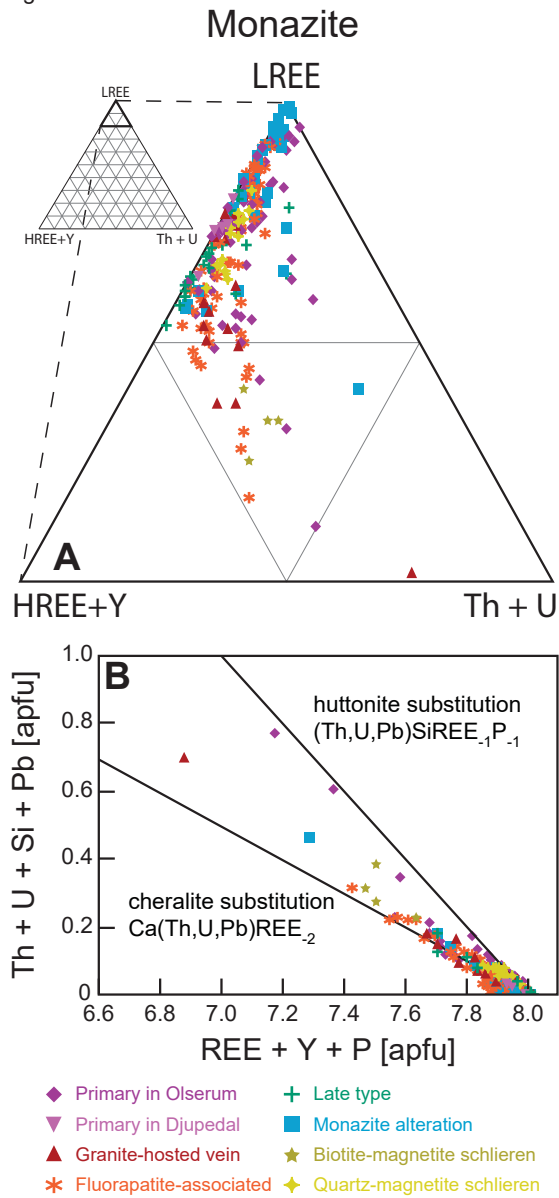 Monazite
LREE
LREE
HREE+Y
Th + U
A
HREE+Y
Th + U
B
1.0
0.8
0.6
0.4
0.2
0
6.6
6.8
7.0
7.2
7.4
7.6
7.8
8.0
Th + U + Si + Pb [apfu]
REE + Y + P [apfu]
huttonite substitution
(Th,U,Pb)SiREE-1P-1
cheralite substitution
Ca(Th,U,Pb)REE-2
Primary in Olserum
Primary in Djupedal
Granite-hosted vein
Fluorapatite-associated
Late type
Monazite alteration
Biotite-magnetite schlieren
Quartz-magnetite schlieren